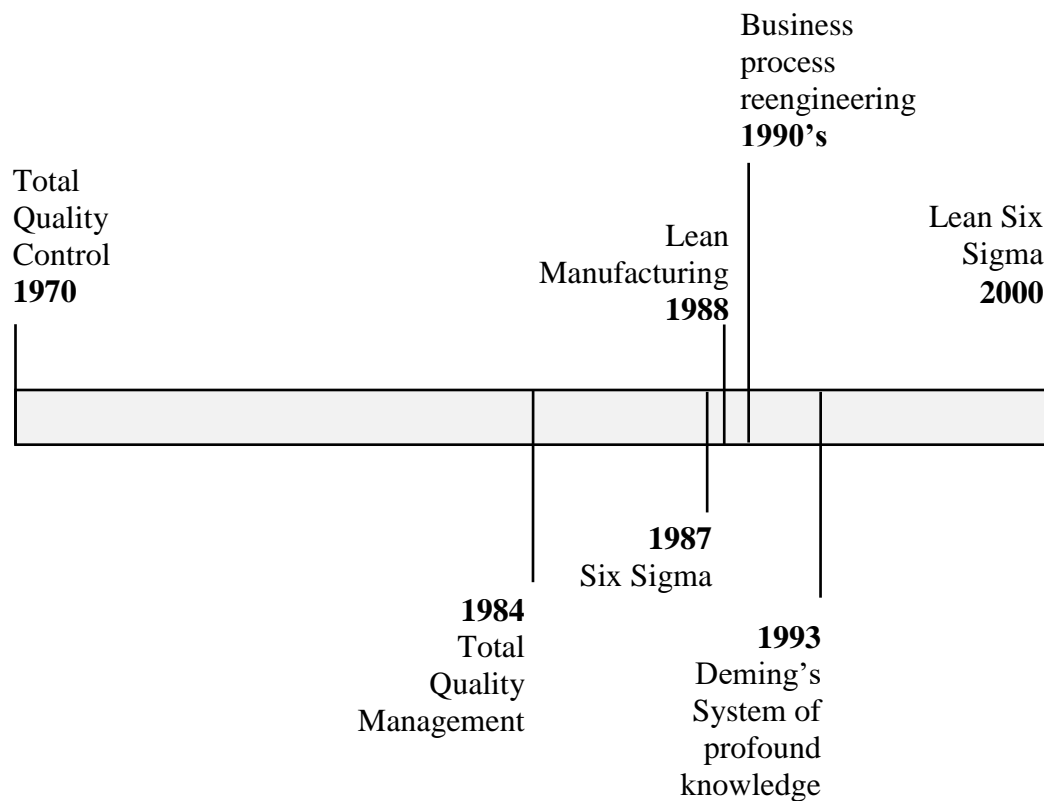 Business
process
reengineering
1990’s
Total
Quality
Control
1970
Lean
Manufacturing
1988
Lean Six
Sigma
2000
1987
Six Sigma
1984
Total
Quality
Management
1993
Deming’s
System of
profound
knowledge